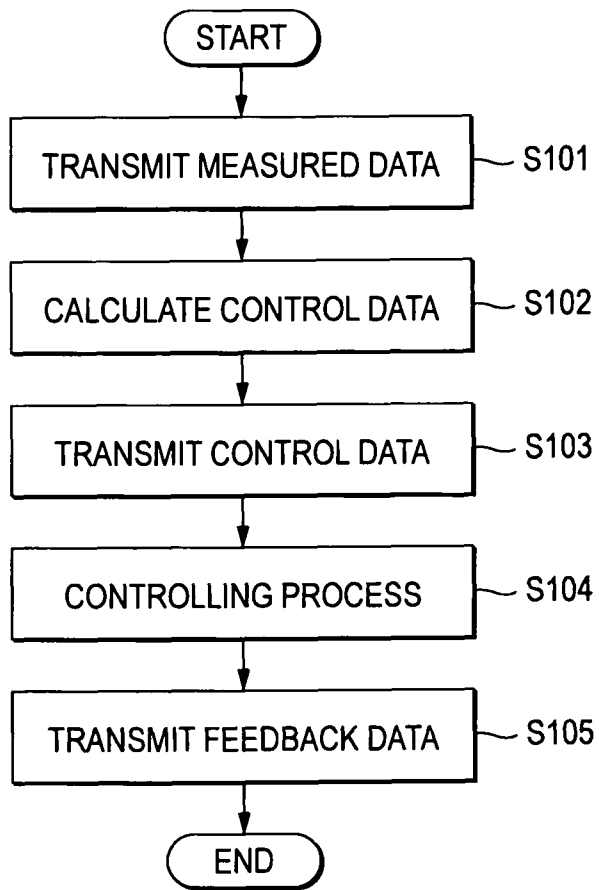 START
TRANSMIT MEASURED DATA S101
CALCULATE CONTROL DATA S102
TRANSMIT CONTROL DATA S103
CONTROLLING PROCESS S104
TRANSMIT FEEDBACK DATA S105
END